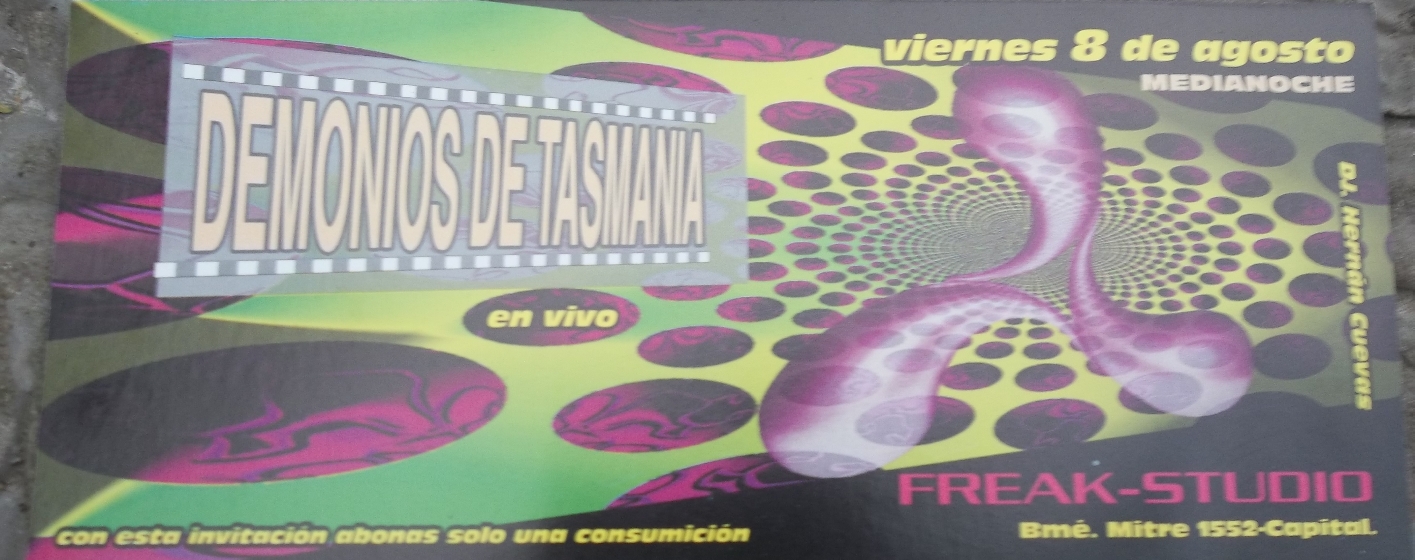 viernes 8 de agosto
MEDIANOCHE
DEMONIOS DE TASMANIA
en vivo
DJ. Hernán Cuevas
FREAK-STUDIO
Bmé. Mitre 1552-Capital.
con esta invitación abonas solo una consumición